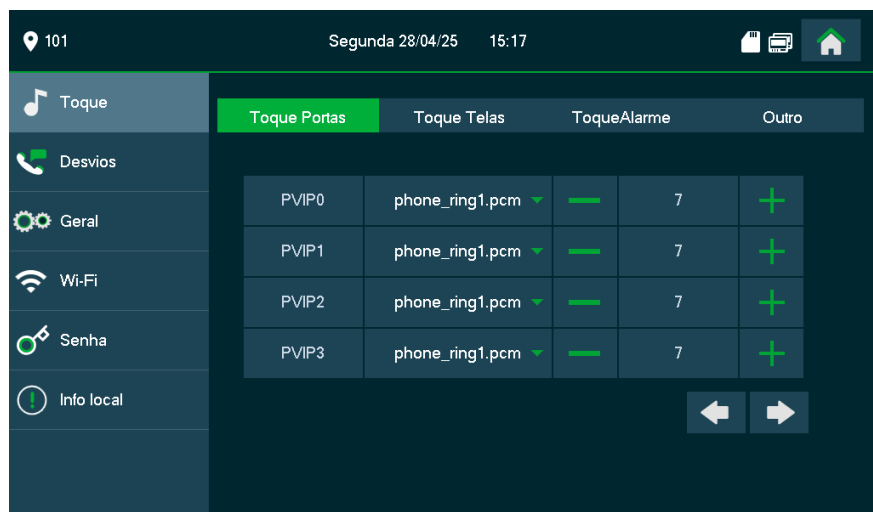 101 Segunda 28/04/25 15:17
Toque
Desvios
Geral
Wi-Fi
Senha
Info local
Toque Portas Toque Telas ToqueAlarme Outro
PVIP0 phone_ring1.pcm 7
PVIP1 phone_ring1.pcm 7
PVIP2 phone_ring1.pcm 7
PVIP3 phone_ring1.pcm 7